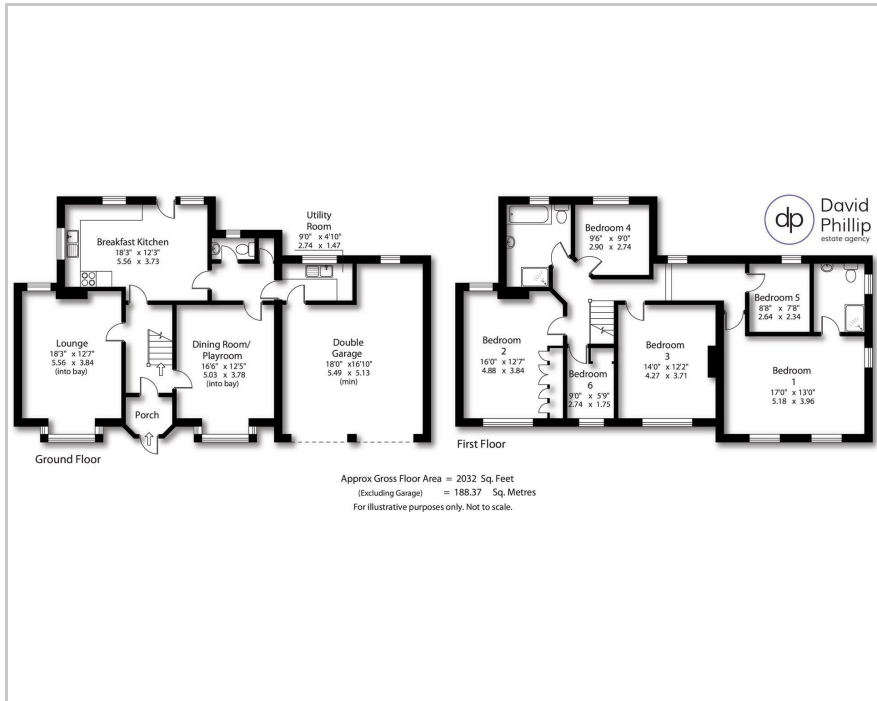 Utility
Room
9'0" x 4'10"
2.74 x 1.47
Breakfast Kitchen
18'3" x 12'3"
5.56 x 3.73
Lounge
18'3" x 12'7"
5.56 x 3.84
(into bay)
Dining Room/
Playroom
16'6" x 12'5"
5.03 x 3.78
(into bay)
Double
Garage
18'0" x16'10"
5.49 x 5.13
(min)
Porch
Ground Floor
dp
David
Phillip
estate agency
Bedroom 4
9'6" x 9'0"
2.90 x 2.74
Bedroom 5
8'8" x 7'8"
2.64 x 2.34
Bedroom
2
16'0" x 12'7"
4.88 x 3.84
Bedroom
3
14'0" x 12'2"
4.27 x 3.71
Bedroom
6
9'0" x 5'9"
2.74 x 1.75
Bedroom
1
17'0" x 13'0"
5.18 x 3.96
First Floor
Approx Gross Floor Area = 2032 Sq. Feet
(Excluding Garage) = 188.37 Sq. Metres
For illustrative purposes only. Not to scale.